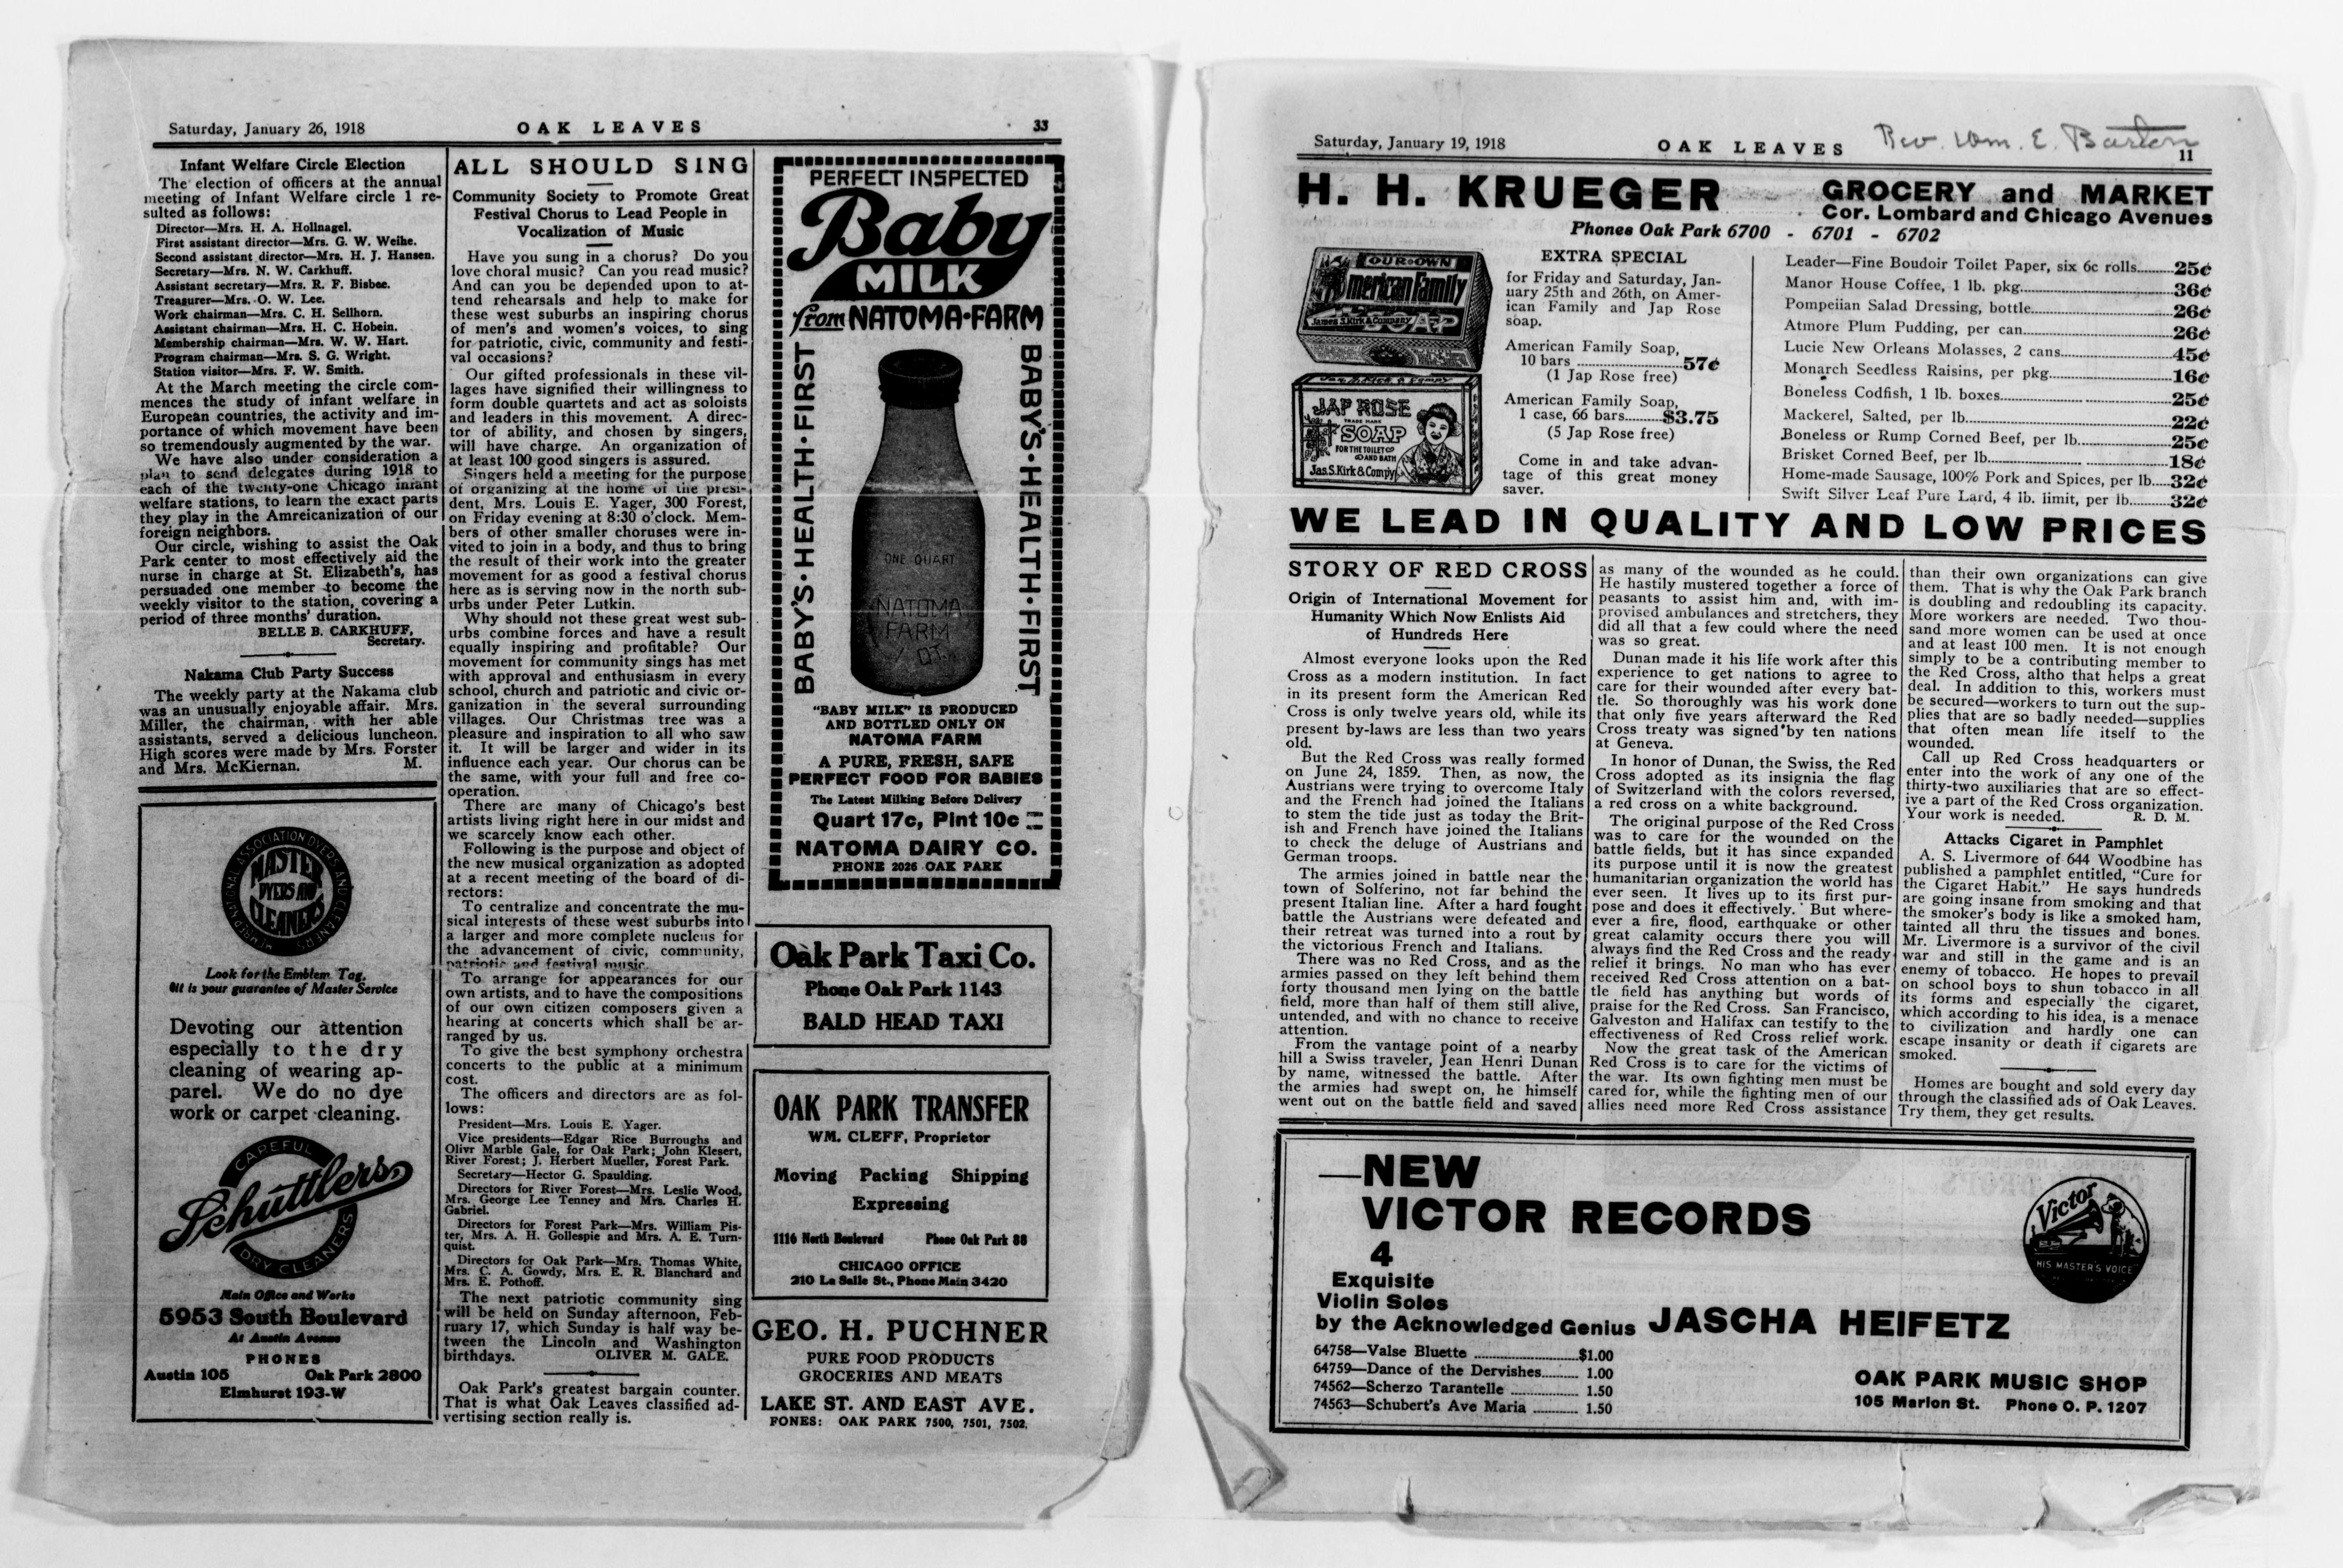 Saturday, January 26, 1918
OAK LEAVES
33
Infant Welfare Circle Election
The election of officers at the annual
meeting of Infant Welfare circle 1 re-
sulted as follows:
Director—Mrs. H. A. Hollnagel.
First assistant director—Mrs. G. W. Weihe.
Second assistant director—Mrs. H. J. Hansen.
Secretary—Mrs. N. W. Carkhuff.
Assistant secretary—Mrs. R. F. Bisbee.
Treasurer—Mrs. O. W. Lee.
Work chairman—Mrs. C. H. Sellhorn.
Assistant chairman—Mrs. H. C. Hobein.
Membership chairman—Mrs. W. W. Hart.
Program chairman—Mrs. S. G. Wright.
Station visitor—Mrs. F. W. Smith.
At the March meeting the circle com-
mences the study of infant welfare in
European countries, the activity and im-
portance of which movement have been
so tremendously augmented by the war.
We have also under consideration a
plan to send delegates during 1918 to
each of the twenty-one Chicago infant
welfare stations, to learn the exact parts
they play in the Amreicanization of our
foreign neighbors.
Our circle, wishing to assist the Oak
Park center to most effectively aid the
nurse in charge at St. Elizabeth's, has
persuaded one member to become the
weekly visitor to the station, covering a
period of three months' duration.
BELLE B. CARKHUFF,
Secretary.
Nakama Club Party Success
The weekly party at the Nakama club
was an unusually enjoyable affair. Mrs.
Miller, the chairman, with her able
assistants, served a delicious luncheon.
High scores were made by Mrs. Forster
and Mrs. McKiernan. M.
INTERNATIONAL ASSOCIATION DYERS AND CLEANERS
MEMBER
MASTER
DYERS AND
CLEANERS
Look for the Emblem Tag.
It is your guarantee of Master Service
Devoting our attention
especially to the dry
cleaning of wearing ap-
parel. We do no dye
work or carpet cleaning.
CAREFUL
Schuttlers
DRY CLEANERS
Main Office and Works
5953 South Boulevard
At Austin Avenue
PHONES
Austin 105 Oak Park 2800
Elmhurst 193-W
ALL SHOULD SING
Community Society to Promote Great
Festival Chorus to Lead People in
Vocalization of Music
Have you sung in a chorus? Do you
love choral music? Can you read music?
And can you be depended upon to at-
tend rehearsals and help to make for
these west suburbs an inspiring chorus
of men's and women's voices, to sing
for patriotic, civic, community and festi-
val occasions?
Our gifted professionals in these vil-
lages have signified their willingness to
form double quartets and act as soloists
and leaders in this movement. A direc-
tor of ability, and chosen by singers,
will have charge. An organization of
at least 100 good singers is assured.
Singers held a meeting for the purpose
of organizing at the home of the presi-
dent, Mrs. Louis E. Yager, 300 Forest,
on Friday evening at 8:30 o'clock. Mem-
bers of other smaller choruses were in-
vited to join in a body, and thus to bring
the result of their work into the greater
movement for as good a festival chorus
here as is serving now in the north sub-
urbs under Peter Lutkin.
Why should not these great west sub-
urbs combine forces and have a result
equally inspiring and profitable? Our
movement for community sings has met
with approval and enthusiasm in every
school, church and patriotic and civic or-
ganization in the several surrounding
villages. Our Christmas tree was a
pleasure and inspiration to all who saw
it. It will be larger and wider in its
influence each year. Our chorus can be
the same, with your full and free co-
operation.
There are many of Chicago's best
artists living right here in our midst and
we scarcely know each other.
Following is the purpose and object of
the new musical organization as adopted
at a recent meeting of the board of di-
rectors:
To centralize and concentrate the mu-
sical interests of these west suburbs into
a larger and more complete nucleus for
the advancement of civic, community,
patriotic and festival music.
To arrange for appearances for our
own artists, and to have the compositions
of our own citizen composers given a
hearing at concerts which shall be ar-
ranged by us.
To give the best symphony orchestra
concerts to the public at a minimum
cost.
The officers and directors are as fol-
lows:
President—Mrs. Louis E. Yager.
Vice presidents—Edgar Rice Burroughs and
Olivr Marble Gale, for Oak Park; John Klesert,
River Forest; J. Herbert Mueller, Forest Park.
Secretary—Hector G. Spaulding.
Directors for River Forest—Mrs. Leslie Wood,
Mrs. George Lee Tenney and Mrs. Charles H.
Gabriel.
Directors for Forest Park—Mrs. William Pis-
ter, Mrs. A. H. Gollespie and Mrs. A. E. Turn-
quist.
Directors for Oak Park—Mrs. Thomas White,
Mrs. C. A. Gowdy, Mrs. E. R. Blanchard and
Mrs. E. Pothoff.
The next patriotic community sing
will be held on Sunday afternoon, Feb-
ruary 17, which Sunday is half way be-
tween the Lincoln and Washington
birthdays. OLIVER M. GALE.
Oak Park's greatest bargain counter.
That is what Oak Leaves classified ad-
vertising section really is.
PERFECT INSPECTED
Baby
MILK
from NATOMA·FARM
BABY'S·HEALTH·FIRST
BABY'S·HEALTH·FIRST
ONE QUART
NATOMA
FARM
1 QT.
"BABY MILK" IS PRODUCED
AND BOTTLED ONLY ON
NATOMA FARM
A PURE, FRESH, SAFE
PERFECT FOOD FOR BABIES
The Latest Milking Before Delivery
Quart 17c, Pint 10c
NATOMA DAIRY CO.
PHONE 2026 OAK PARK
Oak Park Taxi Co.
Phone Oak Park 1143
BALD HEAD TAXI
OAK PARK TRANSFER
WM. CLEFF, Proprietor
Moving Packing Shipping
Expressing
1116 North Boulevard Phone Oak Park 88
CHICAGO OFFICE
210 La Salle St., Phone Main 3420
GEO. H. PUCHNER
PURE FOOD PRODUCTS
GROCERIES AND MEATS
LAKE ST. AND EAST AVE.
FONES: OAK PARK 7500, 7501, 7502.
Saturday, January 19, 1918
OAK LEAVES
Rev. Wm. E. Barton
11
H. H. KRUEGER
GROCERY and MARKET
Cor. Lombard and Chicago Avenues
Phones Oak Park 6700 - 6701 - 6702
OUR OWN
American Family
SOAP
James S. Kirk & Company
Jas. S. Kirk & Compy
JAP ROSE
TRADE MARK
SOAP
FOR THE TOILET
AND BATH
Jas. S. Kirk & Compy
EXTRA SPECIAL
for Friday and Saturday, Jan-
uary 25th and 26th, on Amer-
ican Family and Jap Rose
soap.
American Family Soap,
10 bars 57¢
(1 Jap Rose free)
American Family Soap,
1 case, 66 bars $3.75
(5 Jap Rose free)
Come in and take advan-
tage of this great money
saver.
Leader—Fine Boudoir Toilet Paper, six 6c rolls 25¢
Manor House Coffee, 1 lb. pkg. 36¢
Pompeiian Salad Dressing, bottle 26¢
Atmore Plum Pudding, per can 26¢
Lucie New Orleans Molasses, 2 cans 45¢
Monarch Seedless Raisins, per pkg. 16¢
Boneless Codfish, 1 lb. boxes 25¢
Mackerel, Salted, per lb. 22¢
Boneless or Rump Corned Beef, per lb. 25¢
Brisket Corned Beef, per lb. 18¢
Home-made Sausage, 100% Pork and Spices, per lb. 32¢
Swift Silver Leaf Pure Lard, 4 lb. limit, per lb. 32¢
WE LEAD IN QUALITY AND LOW PRICES
STORY OF RED CROSS
Origin of International Movement for
Humanity Which Now Enlists Aid
of Hundreds Here
Almost everyone looks upon the Red
Cross as a modern institution. In fact
in its present form the American Red
Cross is only twelve years old, while its
present by-laws are less than two years
old.
But the Red Cross was really formed
on June 24, 1859. Then, as now, the
Austrians were trying to overcome Italy
and the French had joined the Italians
to stem the tide just as today the Brit-
ish and French have joined the Italians
to check the deluge of Austrians and
German troops.
The armies joined in battle near the
town of Solferino, not far behind the
present Italian line. After a hard fought
battle the Austrians were defeated and
their retreat was turned into a rout by
the victorious French and Italians.
There was no Red Cross, and as the
armies passed on they left behind them
forty thousand men lying on the battle
field, more than half of them still alive,
untended, and with no chance to receive
attention.
From the vantage point of a nearby
hill a Swiss traveler, Jean Henri Dunan
by name, witnessed the battle. After
the armies had swept on, he himself
went out on the battle field and saved
as many of the wounded as he could.
He hastily mustered together a force of
peasants to assist him and, with im-
provised ambulances and stretchers, they
did all that a few could where the need
was so great.
Dunan made it his life work after this
experience to get nations to agree to
care for their wounded after every bat-
tle. So thoroughly was his work done
that only five years afterward the Red
Cross treaty was signed by ten nations
at Geneva.
In honor of Dunan, the Swiss, the Red
Cross adopted as its insignia the flag
of Switzerland with the colors reversed,
a red cross on a white background.
The original purpose of the Red Cross
was to care for the wounded on the
battle fields, but it has since expanded
its purpose until it is now the greatest
humanitarian organization the world has
ever seen. It lives up to its first pur-
pose and does it effectively. But where-
ever a fire, flood, earthquake or other
great calamity occurs there you will
always find the Red Cross and the ready
relief it brings. No man who has ever
received Red Cross attention on a bat-
tle field has anything but words of
praise for the Red Cross. San Francisco,
Galveston and Halifax can testify to the
effectiveness of Red Cross relief work.
Now the great task of the American
Red Cross is to care for the victims of
the war. Its own fighting men must be
cared for, while the fighting men of our
allies need more Red Cross assistance
than their own organizations can give
them. That is why the Oak Park branch
is doubling and redoubling its capacity.
More workers are needed. Two thou-
sand more women can be used at once
and at least 100 men. It is not enough
simply to be a contributing member to
the Red Cross, altho that helps a great
deal. In addition to this, workers must
be secured—workers to turn out the sup-
plies that are so badly needed—supplies
that often mean life itself to the
wounded.
Call up Red Cross headquarters or
enter into the work of any one of the
thirty-two auxiliaries that are so effect-
ive a part of the Red Cross organization.
Your work is needed. R. D. M.
Attacks Cigaret in Pamphlet
A. S. Livermore of 644 Woodbine has
published a pamphlet entitled, "Cure for
the Cigaret Habit." He says hundreds
are going insane from smoking and that
the smoker's body is like a smoked ham,
tainted all thru the tissues and bones.
Mr. Livermore is a survivor of the civil
war and still in the game and is an
enemy of tobacco. He hopes to prevail
on school boys to shun tobacco in all
its forms and especially the cigaret,
which according to his idea, is a menace
to civilization and hardly one can
escape insanity or death if cigarets are
smoked.
Homes are bought and sold every day
through the classified ads of Oak Leaves.
Try them, they get results.
—NEW
VICTOR RECORDS
4
Exquisite
Violin Solos
by the Acknowledged Genius JASCHA HEIFETZ
64758—Valse Bluette $1.00
64759—Dance of the Dervishes 1.00
74562—Scherzo Tarantelle 1.50
74563—Schubert's Ave Maria 1.50
Victor
HIS MASTER'S VOICE
OAK PARK MUSIC SHOP
105 Marion St. Phone O. P. 1207